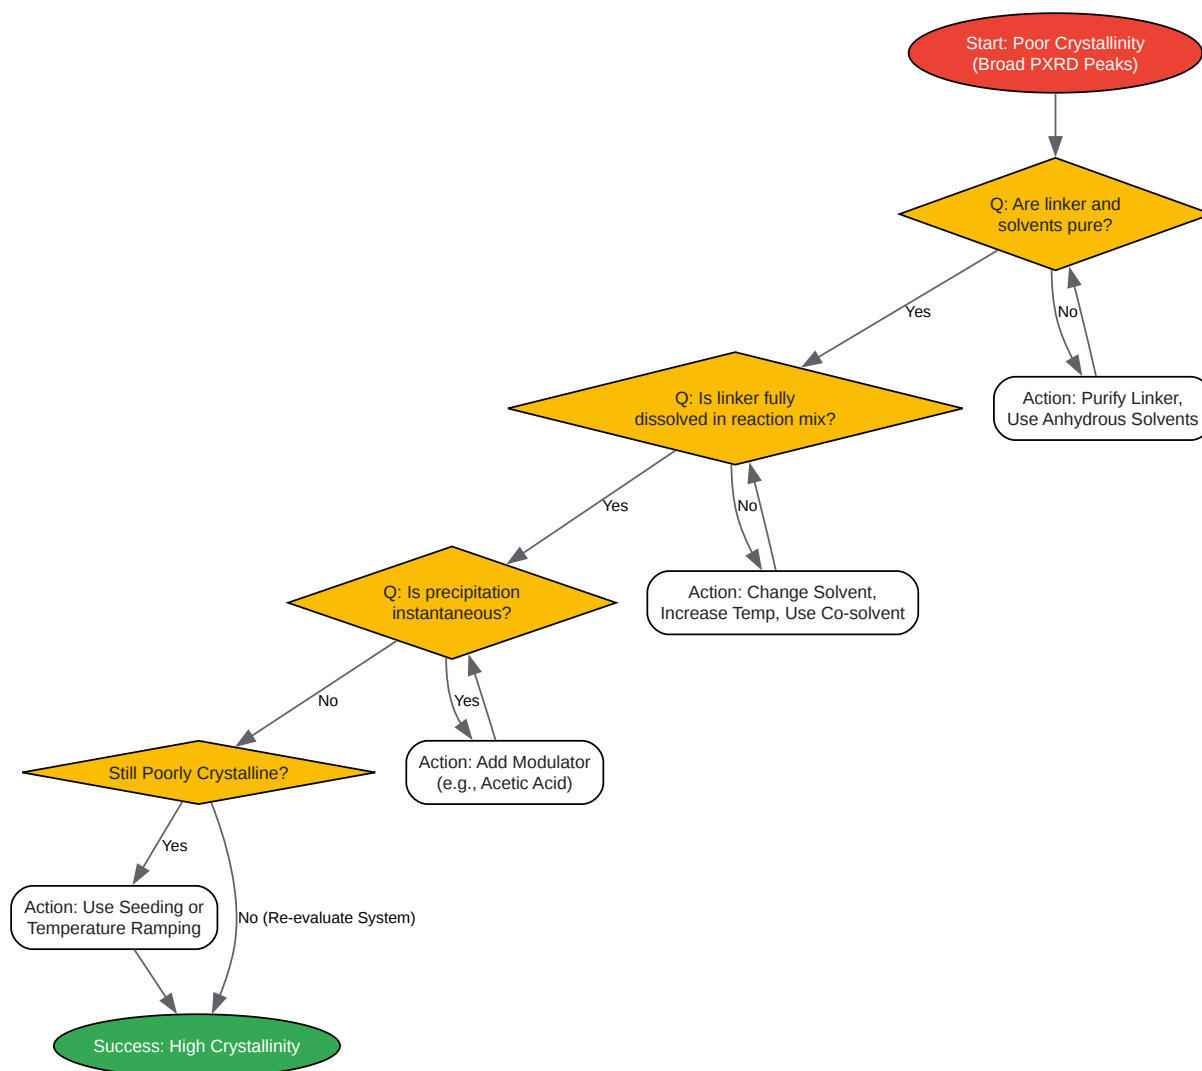 Start: Poor Crystallinity
(Broad PXRD Peaks)
Q: Are linker and
solvents pure?
Yes
No
Action: Purify Linker,
Use Anhydrous Solvents
Q: Is linker fully
dissolved in reaction mix?
Yes
No
Action: Change Solvent,
Increase Temp, Use Co-solvent
Q: Is precipitation
instantaneous?
No
Yes
Action: Add Modulator
(e.g., Acetic Acid)
Still Poorly Crystalline?
Yes
Action: Use Seeding or
Temperature Ramping
No (Re-evaluate System)
Success: High Crystallinity